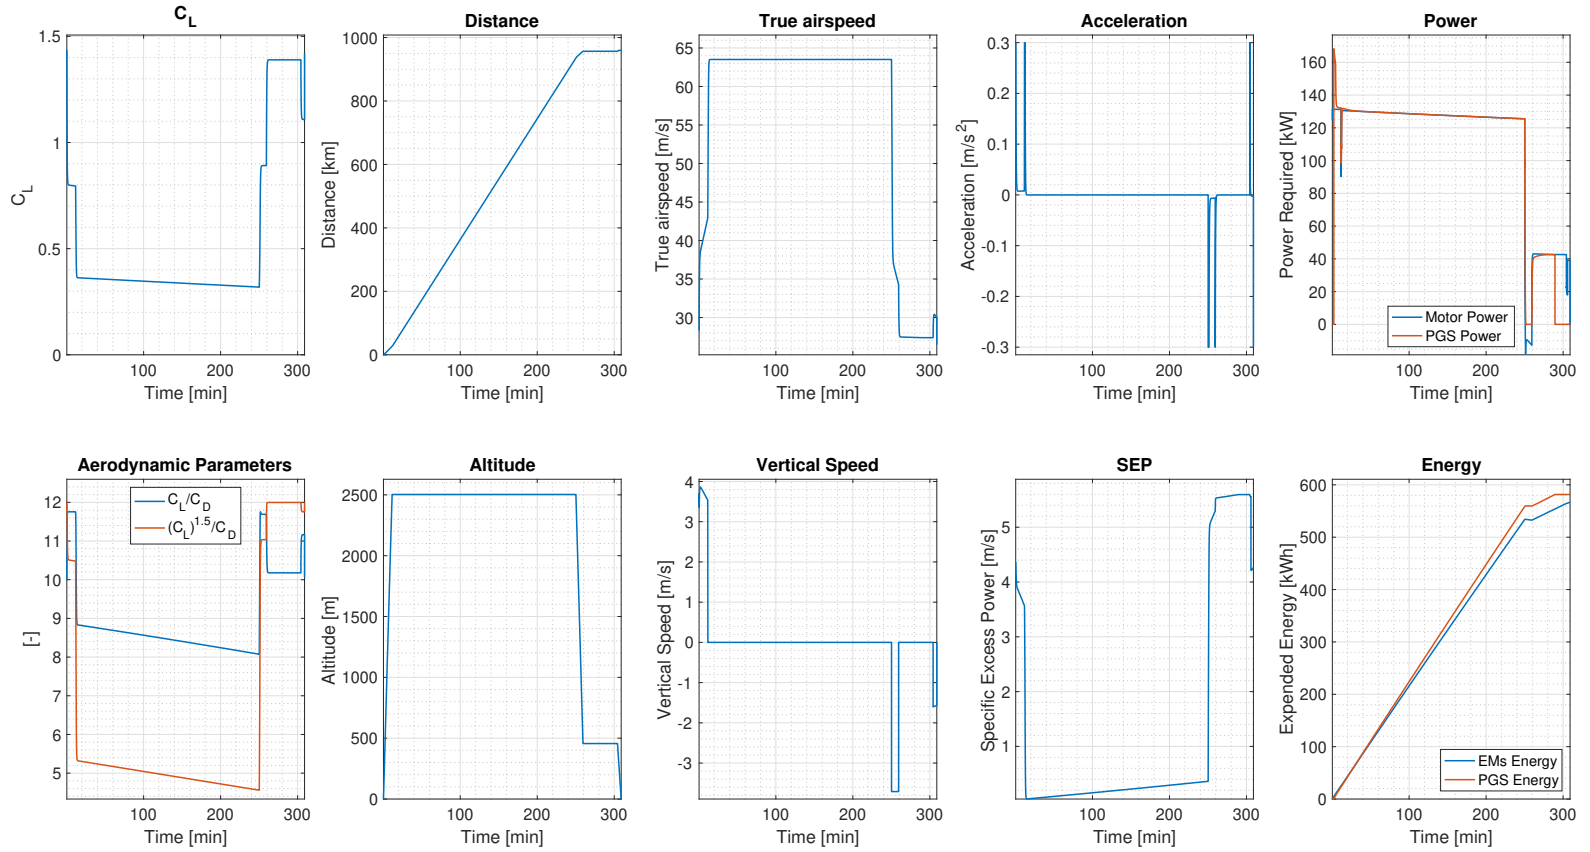 C_L
1.5
1
0.5
0
C_L
100 200 300
Time [min]
Distance
1000
800
600
400
200
0
Distance [km]
100 200 300
Time [min]
True airspeed
65
60
55
50
45
40
35
30
True airspeed [m/s]
100 200 300
Time [min]
Acceleration
0.3
0.2
0.1
0
-0.1
-0.2
-0.3
Acceleration [m/s^2]
100 200 300
Time [min]
Power
160
140
120
100
80
60
40
20
0
Power Required [kW]
Motor Power
PGS Power
100 200 300
Time [min]
Aerodynamic Parameters
12
11
10
9
8
7
6
5
[-]
C_L/C_D
(C_L)^1.5/C_D
100 200 300
Time [min]
Altitude
2500
2000
1500
1000
500
0
Altitude [m]
100 200 300
Time [min]
Vertical Speed
4
3
2
1
0
-1
-2
-3
Vertical Speed [m/s]
100 200 300
Time [min]
SEP
5
4
3
2
1
Specific Excess Power [m/s]
100 200 300
Time [min]
Energy
600
500
400
300
200
100
0
Expended Energy [kWh]
EMs Energy
PGS Energy
100 200 300
Time [min]